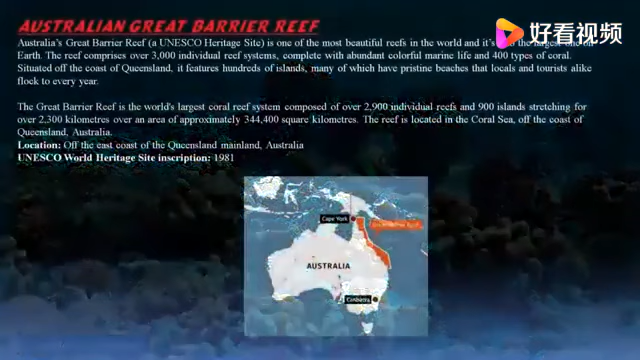 AUSTRALIAN GREAT BARRIER REEF
好看视频
Australia's Great Barrier Reef (a UNESCO Heritage Site) is one of the most beautiful reefs in the world and it's the largest one on
Earth. The reef comprises over 3,000 individual reef systems, complete with abundant colorful marine life and 400 types of coral.
Situated off the coast of Queensland, it features hundreds of islands, many of which have pristine beaches that locals and tourists alike
flock to every year.
The Great Barrier Reef is the world's largest coral reef system composed of over 2,900 individual reefs and 900 islands stretching for
over 2,300 kilometres over an area of approximately 344,400 square kilometres. The reef is located in the Coral Sea, off the coast of
Queensland, Australia.
Location: Off the east coast of the Queensland mainland, Australia
UNESCO World Heritage Site inscription: 1981
Cape York
AUSTRALIA
Canberra